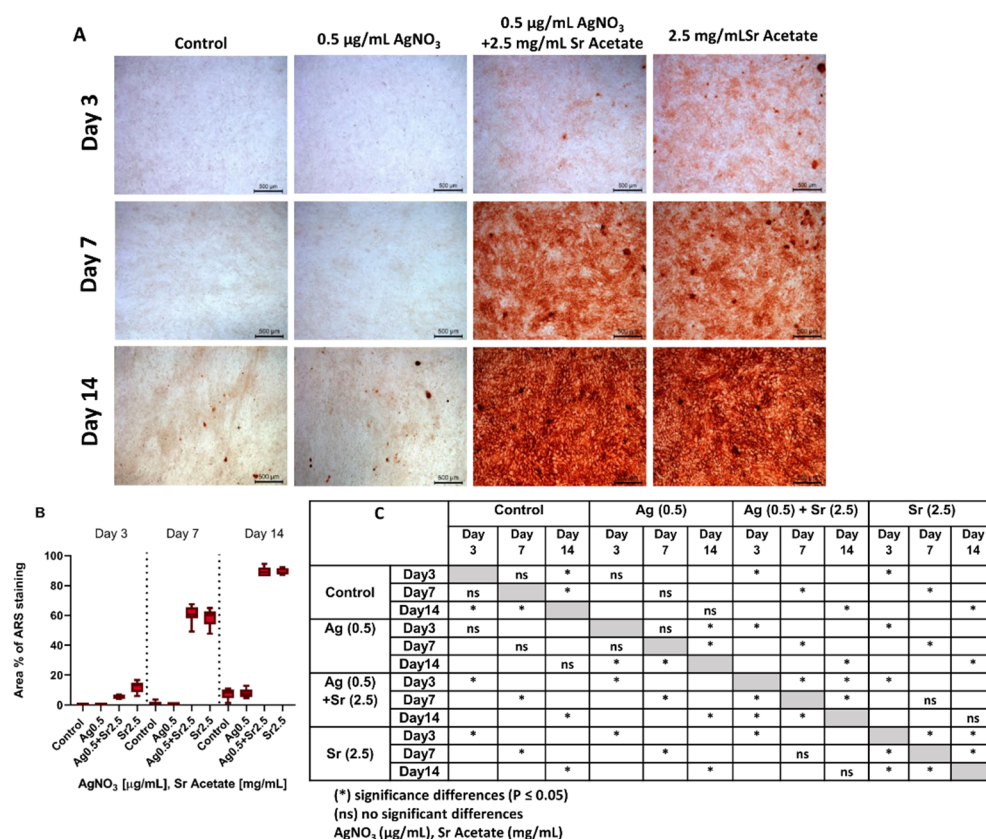 A
Control
0.5 µg/mL AgNO₃
0.5 µg/mL AgNO₃
+2.5 mg/mL Sr Acetate
2.5 mg/mLSr Acetate
Day 3
500 µm
500 µm
500 µm
500 µm
Day 7
500 µm
500 µm
500 µm
500 µm
Day 14
500 µm
500 µm
500 µm
500 µm
B
Day 3 Day 7 Day 14
Area % of ARS staining
100
80
60
40
20
0
Control Ag0.5 Ag0.5+Sr2.5 Sr2.5 Control Ag0.5 Ag0.5+Sr2.5 Sr2.5 Control Ag0.5 Ag0.5+Sr2.5 Sr2.5
AgNO₃ [µg/mL], Sr Acetate [mg/mL]
C Control Ag (0.5) Ag (0.5) + Sr (2.5) Sr (2.5)
Day Day Day Day Day Day Day Day Day Day Day Day
3 7 14 3 7 14 3 7 14 3 7 14
Control Day3 ns * ns * *
Day7 ns * ns * *
Day14 * * ns * *
Ag (0.5) Day3 ns ns * * *
Day7 ns ns * * *
Day14 ns * * * *
Ag (0.5) Day3 * * * * *
+Sr (2.5) Day7 * * * * ns
Day14 * * * * ns
Sr (2.5) Day3 * * * * *
Day7 * * ns * *
Day14 * * ns * *
(*) significance differences (P ≤ 0.05)
(ns) no significant differences
AgNO₃ (µg/mL), Sr Acetate (mg/mL)